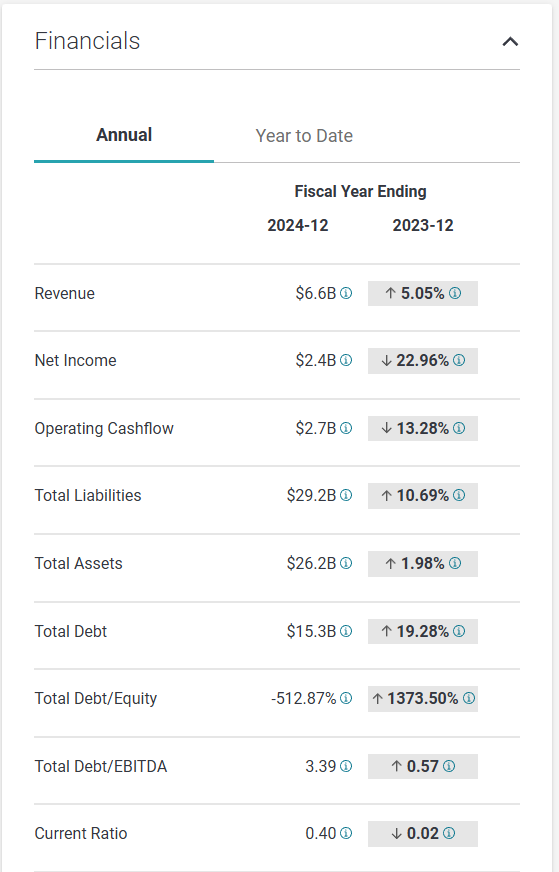 Financials
Annual Year to Date
Fiscal Year Ending
2024-12 2023-12
Revenue $6.6B ↑ 5.05%
Net Income $2.4B ↓ 22.96%
Operating Cashflow $2.7B ↓ 13.28%
Total Liabilities $29.2B ↑ 10.69%
Total Assets $26.2B ↑ 1.98%
Total Debt $15.3B ↑ 19.28%
Total Debt/Equity -512.87% ↑ 1373.50%
Total Debt/EBITDA 3.39 ↑ 0.57
Current Ratio 0.40 ↓ 0.02